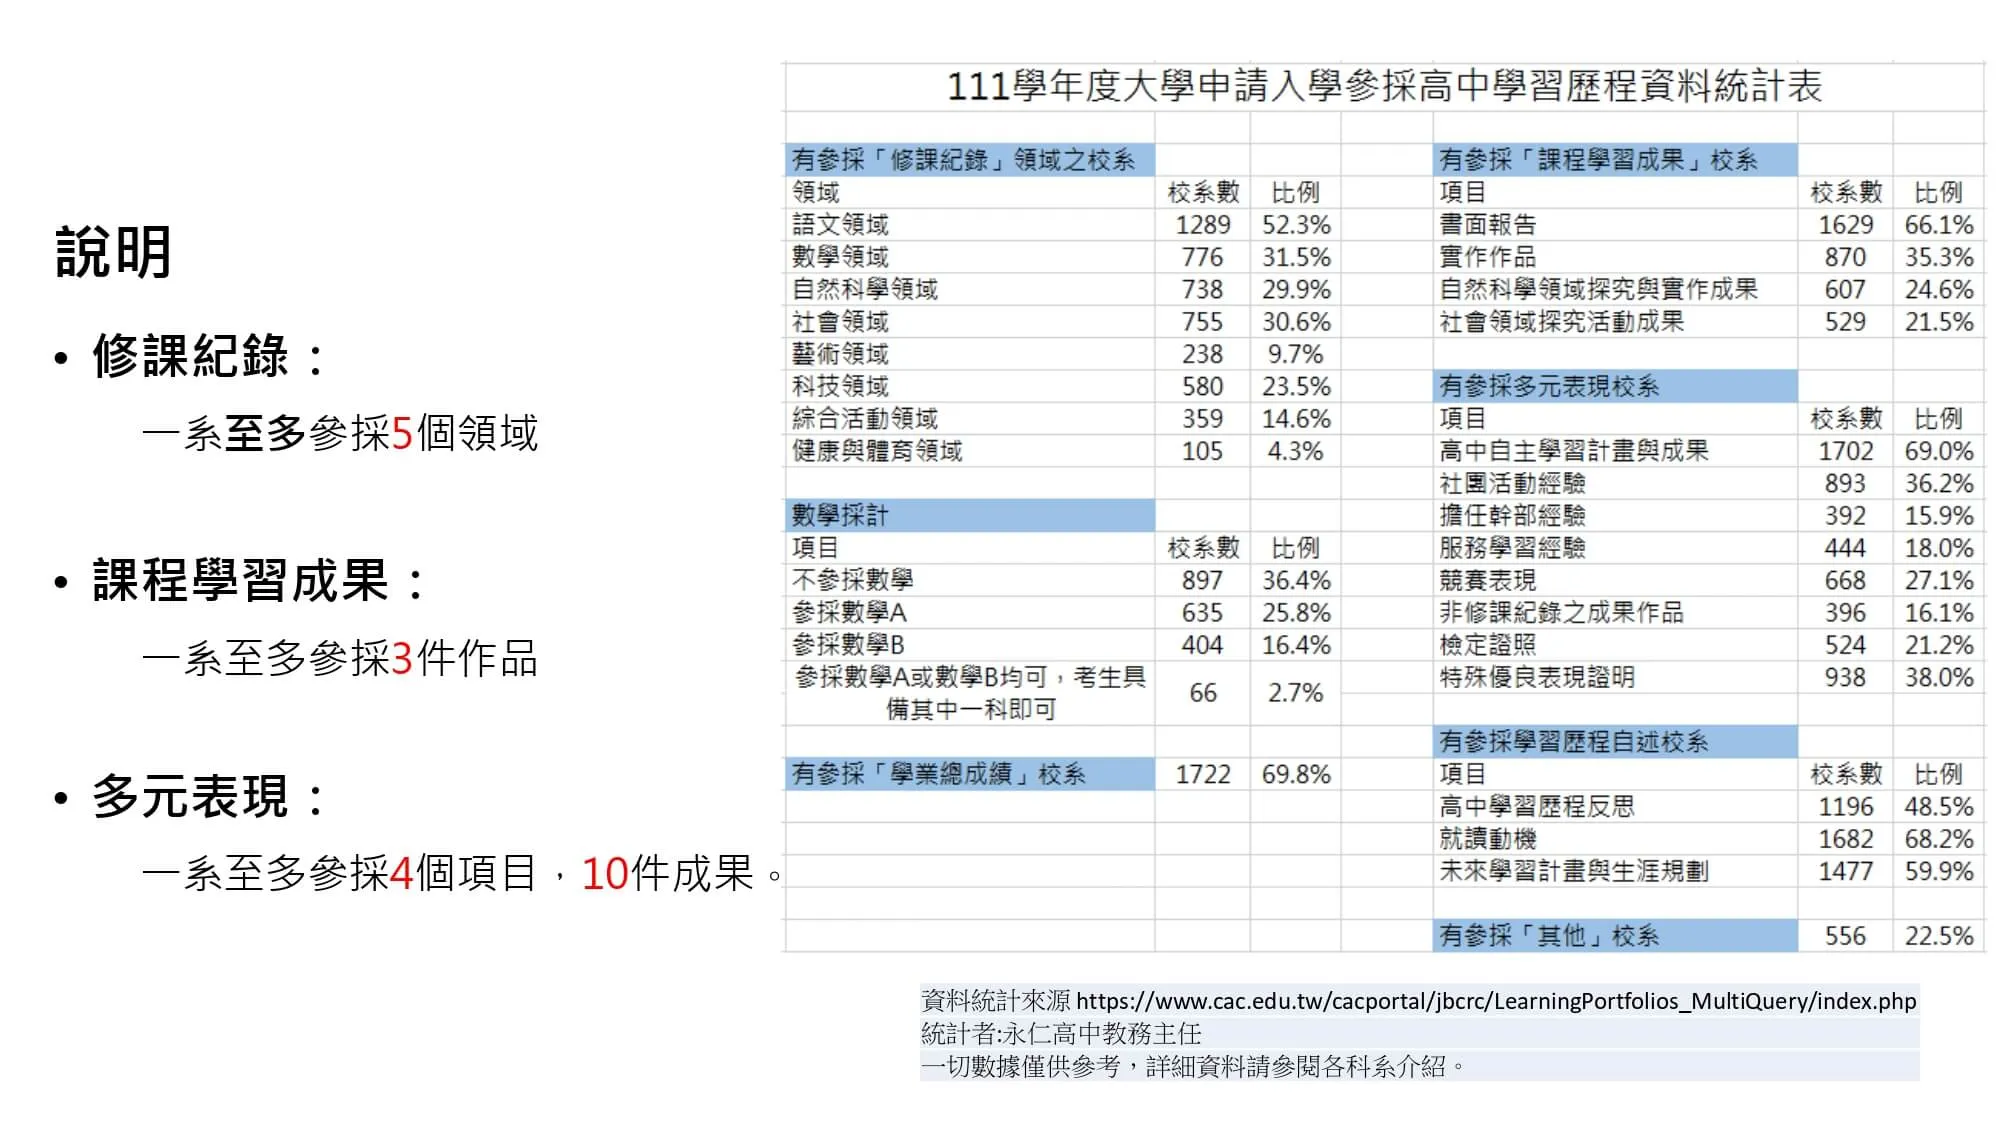 說明
• 修課紀錄：
一系至多參採5個領域
• 課程學習成果：
一系至多參採3件作品
• 多元表現：
一系至多參採4個項目，10件成果。
111學年度大學申請入學參採高中學習歷程資料統計表
有參採「修課紀錄」領域之校系
領域 校系數 比例
語文領域 1289 52.3%
數學領域 776 31.5%
自然科學領域 738 29.9%
社會領域 755 30.6%
藝術領域 238 9.7%
科技領域 580 23.5%
綜合活動領域 359 14.6%
健康與體育領域 105 4.3%
數學採計
項目 校系數 比例
不參採數學 897 36.4%
參採數學A 635 25.8%
參採數學B 404 16.4%
參採數學A或數學B均可，考生具
備其中一科即可 66 2.7%
有參採「學業總成績」校系 1722 69.8%
有參採「課程學習成果」校系
項目 校系數 比例
書面報告 1629 66.1%
實作作品 870 35.3%
自然科學領域探究與實作成果 607 24.6%
社會領域探究活動成果 529 21.5%
有參採多元表現校系
項目 校系數 比例
高中自主學習計畫與成果 1702 69.0%
社團活動經驗 893 36.2%
擔任幹部經驗 392 15.9%
服務學習經驗 444 18.0%
競賽表現 668 27.1%
非修課紀錄之成果作品 396 16.1%
檢定證照 524 21.2%
特殊優良表現證明 938 38.0%
有參採學習歷程自述校系
項目 校系數 比例
高中學習歷程反思 1196 48.5%
就讀動機 1682 68.2%
未來學習計畫與生涯規劃 1477 59.9%
有參採「其他」校系 556 22.5%
資料統計來源 https://www.cac.edu.tw/cacportal/jbcrc/LearningPortfolios_MultiQuery/index.php
統計者:永仁高中教務主任
一切數據僅供參考，詳細資料請參閱各科系介紹。